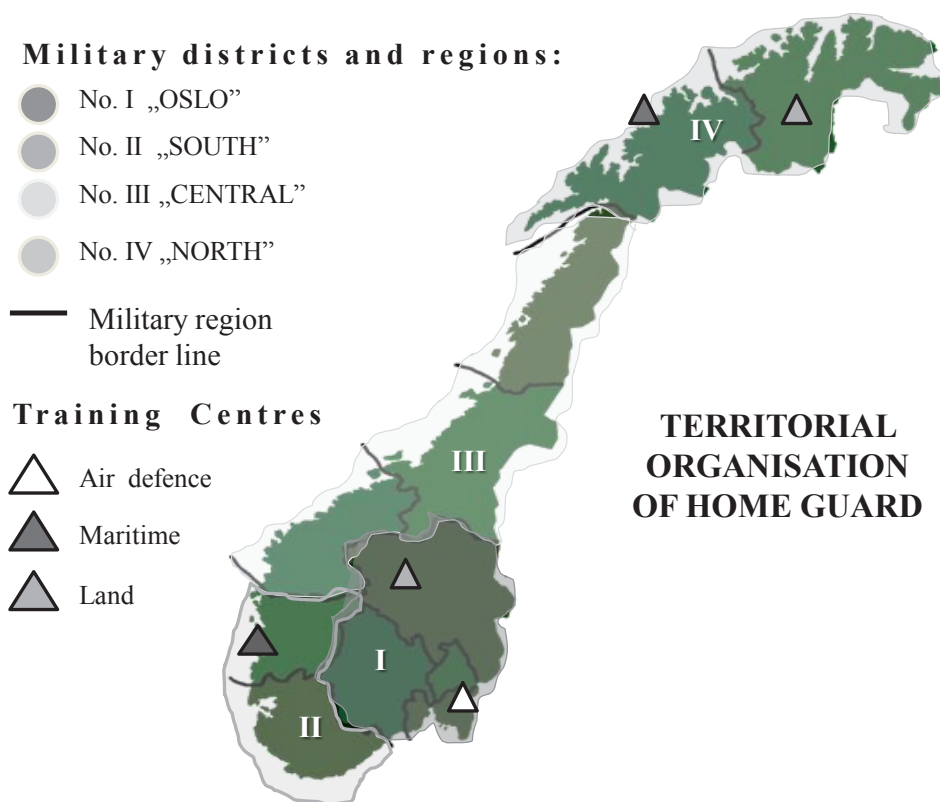 Military districts and regions:
No. I „OSLO”
No. II „SOUTH”
No. III „CENTRAL”
No. IV „NORTH”
Military region
border line
Training Centres
Air defence
Maritime
Land
IV
III
TERRITORIAL
ORGANISATION
OF HOME GUARD
I
II